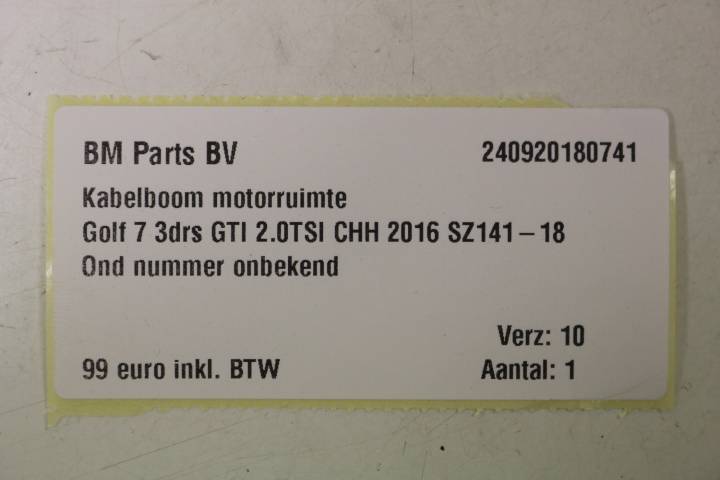 BM Parts BV 240920180741
Kabelboom motorruimte
Golf 7 3drs GTI 2.0TSI CHH 2016 SZ141-18
Ond nummer onbekend
Verz: 10
99 euro inkl. BTW Aantal: 1